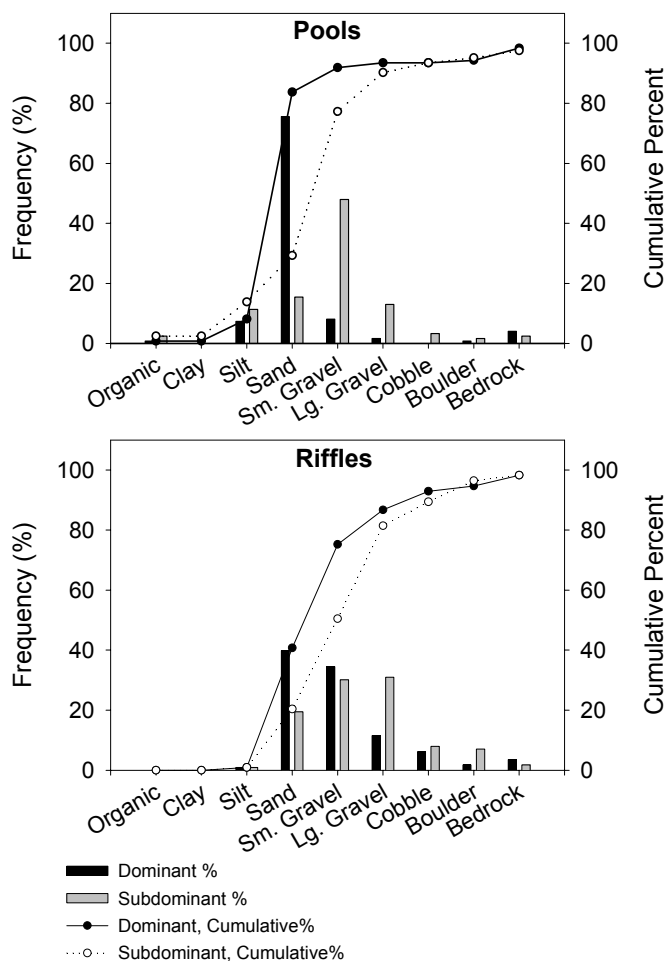 Pools
100
80
60
40
20
0
Frequency (%)
100
80
60
40
20
0
Cumulative Percent
Organic
Clay
Silt
Sand
Sm. Gravel
Lg. Gravel
Cobble
Boulder
Bedrock
Riffles
100
80
60
40
20
0
Frequency (%)
100
80
60
40
20
0
Cumulative Percent
Organic
Clay
Silt
Sand
Sm. Gravel
Lg. Gravel
Cobble
Boulder
Bedrock
Dominant %
Subdominant %
Dominant, Cumulative%
Subdominant, Cumulative%